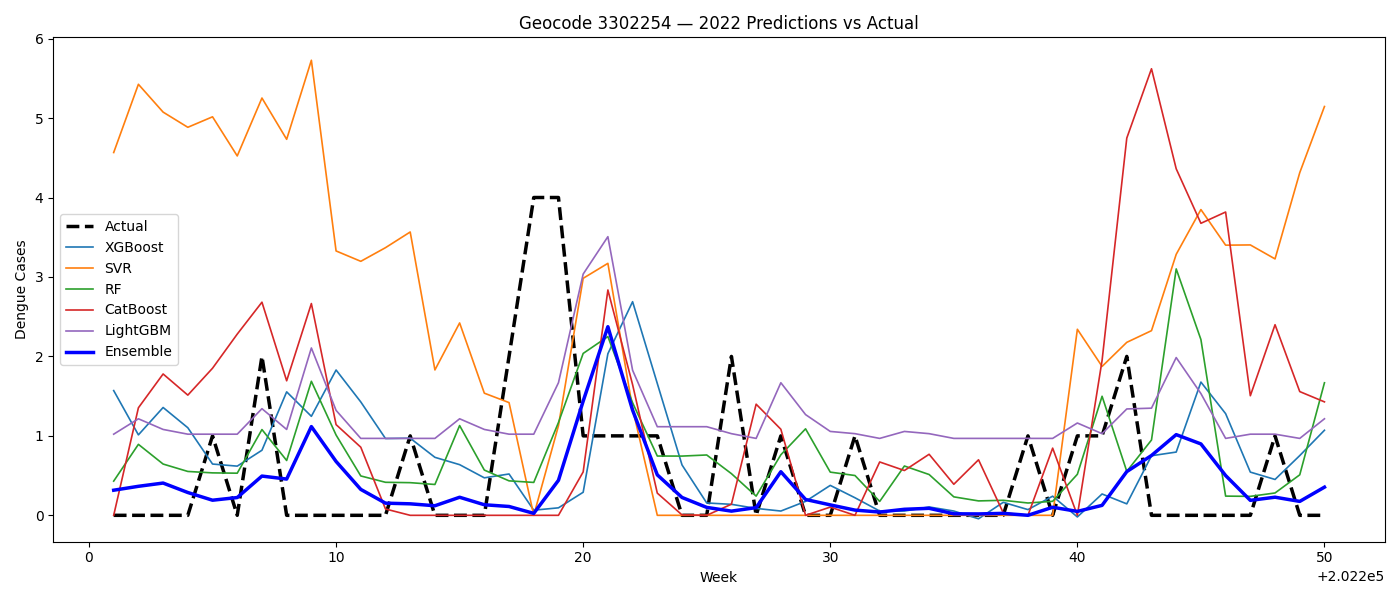 Geocode 3302254 — 2022 Predictions vs Actual
Dengue Cases
6
5
4
3
2
1
0
Actual
XGBoost
SVR
RF
CatBoost
LightGBM
Ensemble
0 10 20 30 40 50
Week
+2.022e5